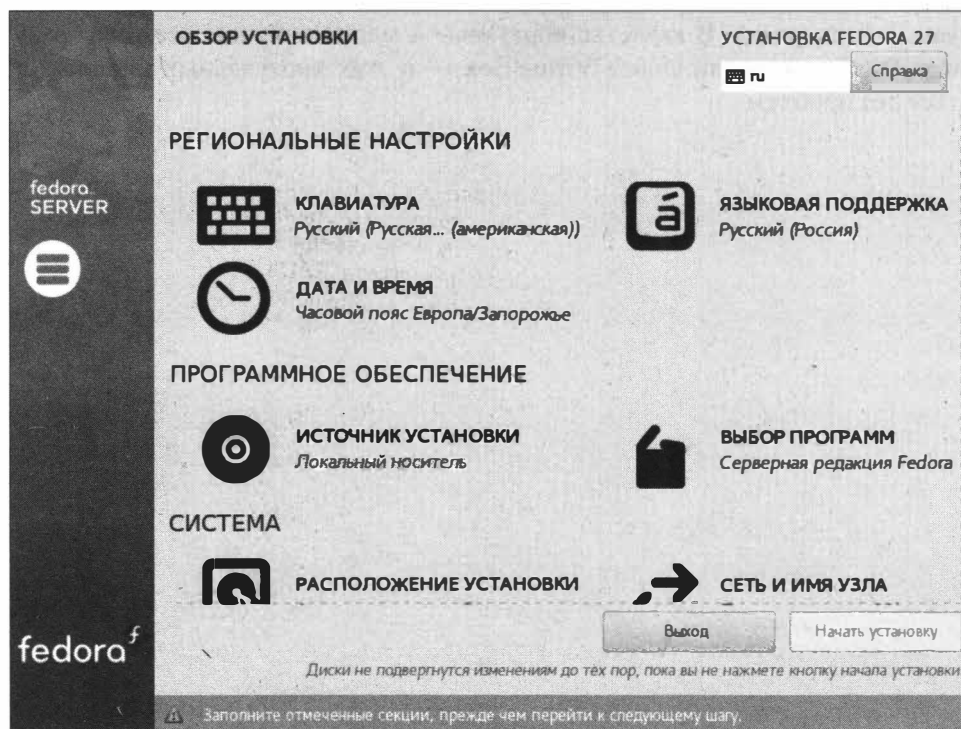 ОБЗОР УСТАНОВКИ
УСТАНОВКА FEDORA 27
ru
Справка
РЕГИОНАЛЬНЫЕ НАСТРОЙКИ
fedora
SERVER
КЛАВИАТУРА
Русский (Русская... (американская))
ЯЗЫКОВАЯ ПОДДЕРЖКА
Русский (Россия)
ДАТА И ВРЕМЯ
Часовой пояс Европа/Запорожье
ПРОГРАММНОЕ ОБЕСПЕЧЕНИЕ
ИСТОЧНИК УСТАНОВКИ
Локальный носитель
ВЫБОР ПРОГРАММ
Серверная редакция Fedora
СИСТЕМА
РАСПОЛОЖЕНИЕ УСТАНОВКИ
СЕТЬ И ИМЯ УЗЛА
Выход
Начать установку
fedora
Диски не подвергнутся изменениям до тех пор, пока вы не нажмете кнопку начала установки
Заполните отмеченные секции, прежде чем перейти к следующему шагу.